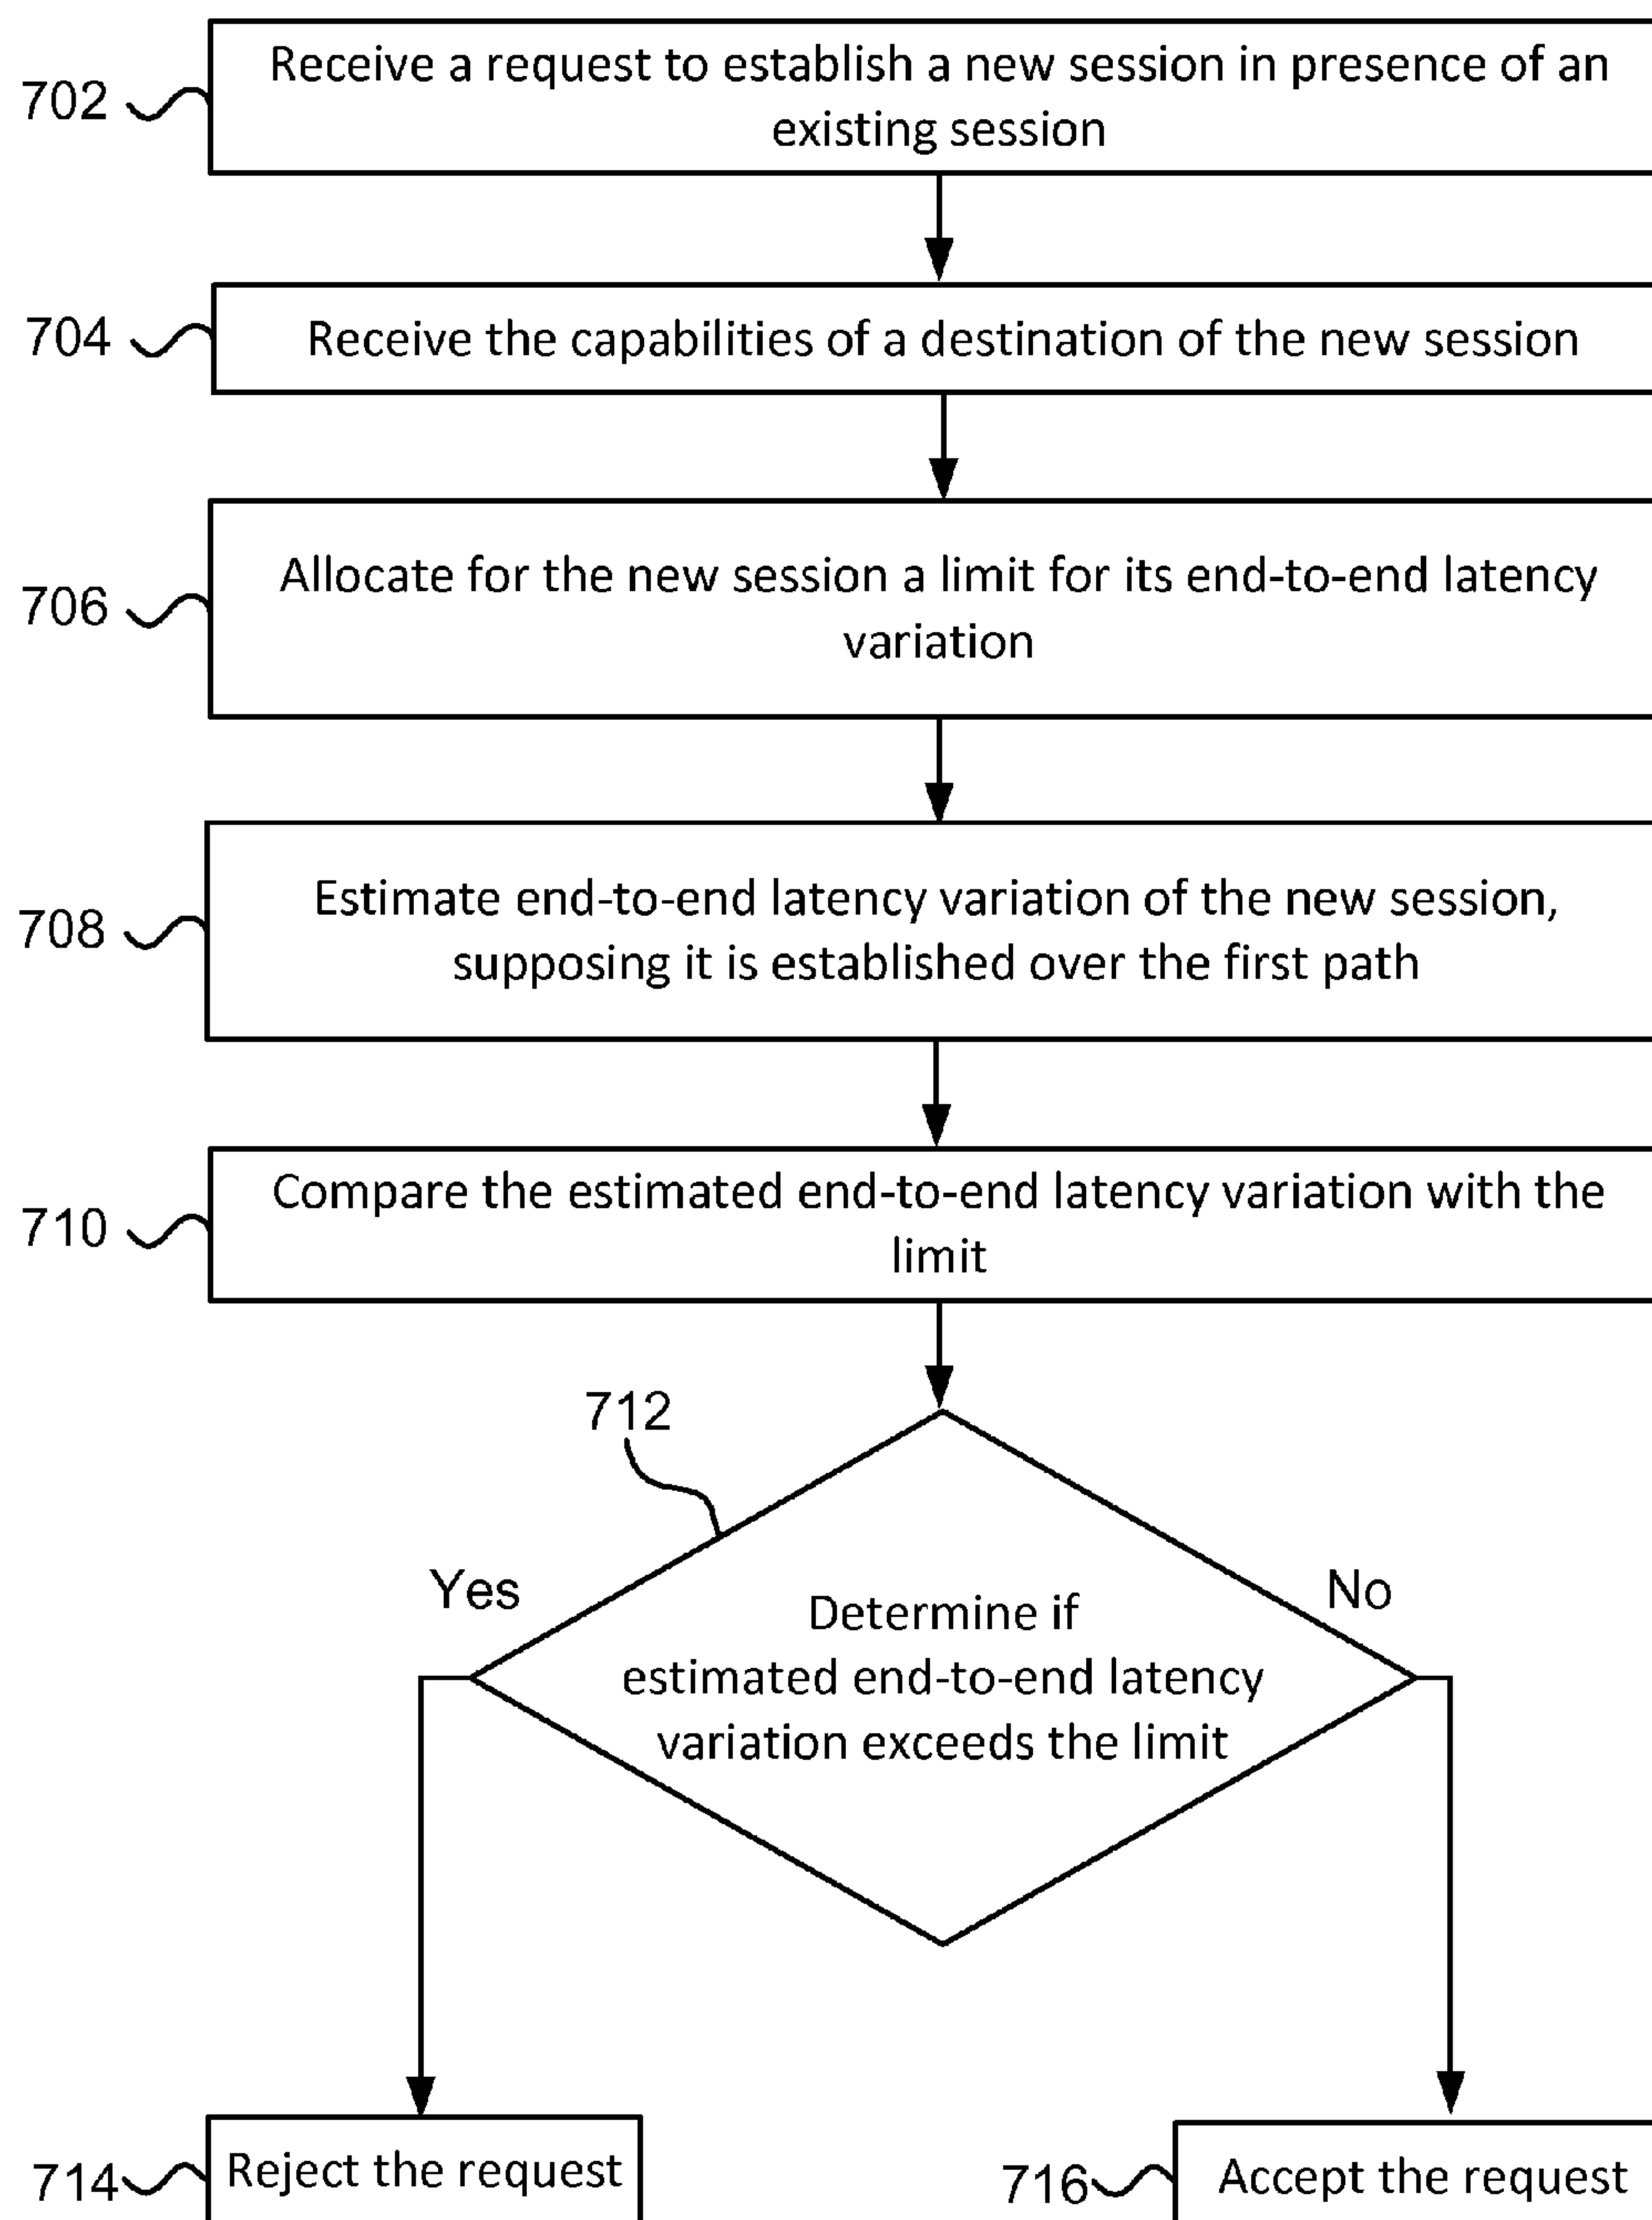 702
Receive a request to establish a new session in presence of an
existing session
704
Receive the capabilities of a destination of the new session
706
Allocate for the new session a limit for its end-to-end latency
variation
708
Estimate end-to-end latency variation of the new session,
supposing it is established over the first path
710
Compare the estimated end-to-end latency variation with the
limit
712
Yes
No
Determine if
estimated end-to-end latency
variation exceeds the limit
714
Reject the request
716
Accept the request